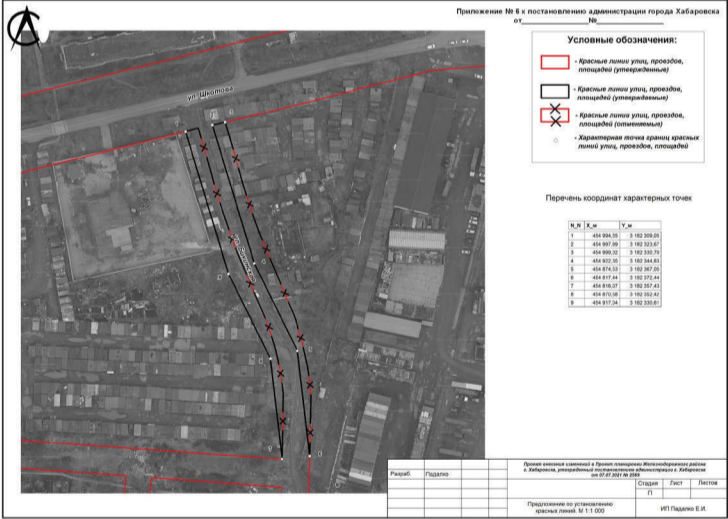 Приложение № 6 к постановлению администрации города Хабаровска
от №
Условные обозначения:
- Красные линии улиц, проездов,
площадей (утвержденные)
- Красные линии улиц, проездов,
площадей (утверждаемые)
- Красные линии улиц, проездов,
площадей (отменяемые)
- Характерная точка границ красных
линий улиц, проездов, площадей
ул. Шкотова
Перечень координат характерных точек
N_N X_м Y_м
1 454 994,55 3 182 309,05
2 454 997,89 3 182 323,67
3 454 999,32 3 182 330,78
4 454 922,35 3 182 344,83
5 454 874,53 3 182 367,05
6 454 817,44 3 182 372,44
7 454 816,07 3 182 357,43
8 454 870,58 3 182 352,42
9 454 917,04 3 182 330,81
Проект внесения изменений в Проект планировки Железнодорожного района
г. Хабаровска, утвержденный постановлением администрации г. Хабаровска
от 07.07.2021 № 2569
Разраб. Падалко
Стадия Лист Листов
П
Предложение по установлению
красных линий. М 1:1 000
ИП Падалко Е.И.